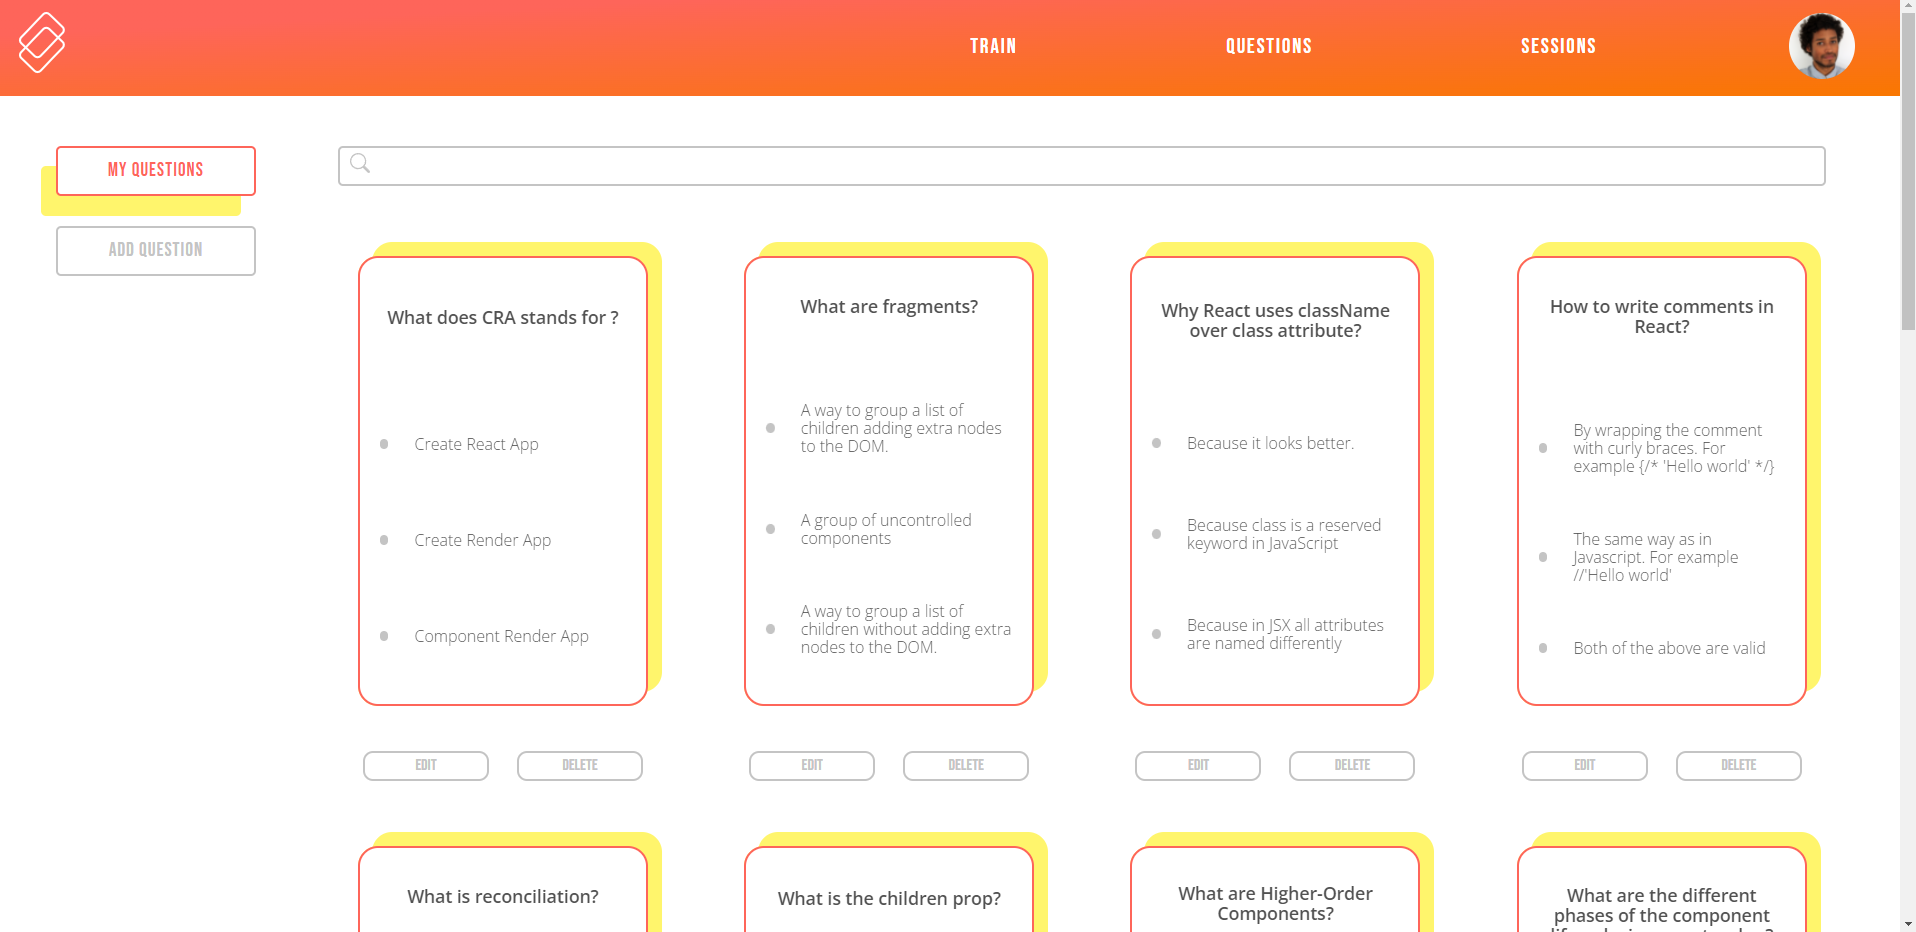 TRAIN
QUESTIONS
SESSIONS
MY QUESTIONS
ADD QUESTION
What does CRA stands for ?
Create React App
Create Render App
Component Render App
EDIT
DELETE
What are fragments?
A way to group a list of
children adding extra nodes
to the DOM.
A group of uncontrolled
components
A way to group a list of
children without adding extra
nodes to the DOM.
EDIT
DELETE
Why React uses className
over class attribute?
Because it looks better.
Because class is a reserved
keyword in JavaScript
Because in JSX all attributes
are named differently
EDIT
DELETE
How to write comments in
React?
By wrapping the comment
with curly braces. For
example {/* 'Hello world' */}
The same way as in
Javascript. For example
//'Hello world'
Both of the above are valid
EDIT
DELETE
What is reconciliation?
What is the children prop?
What are Higher-Order
Components?
What are the different
phases of the component